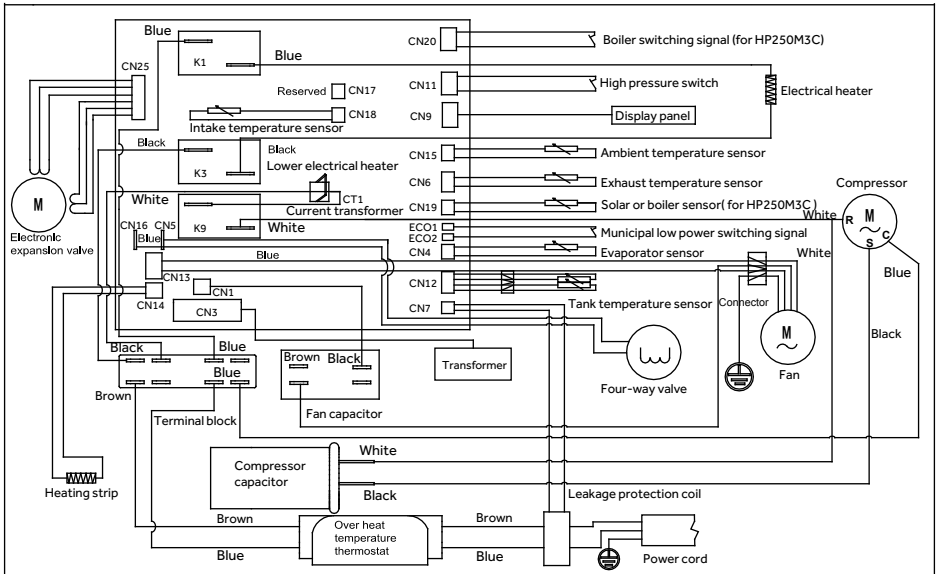 Blue
CN20
Boiler switching signal (for HP250M3C)
K1
Blue
CN25
CN11
High pressure switch
Reserved
CN17
Electrical heater
CN18
CN9
Display panel
Intake temperature sensor
Black
Black
CN15
Ambient temperature sensor
K3
Lower electrical heater
CN6
Exhaust temperature sensor
Compressor
White
CT1
M
Current transformer
CN19
Solar or boiler sensor( for HP250M3C )
White
R
M
C
S
CN16
CN5
K9
White
ECO1
Municipal low power switching signal
Electronic
expansion valve
Blue
ECO2
Blue
CN4
Evaporator sensor
White
Blue
CN13
CN1
CN12
CN14
Tank temperature sensor
Connector
CN3
CN7
M
Black
Black
Blue
Brown
Black
Transformer
Four-way valve
Fan
Blue
Brown
Terminal block
Fan capacitor
White
Compressor
capacitor
Heating strip
Black
Leakage protection coil
Brown
Over heat
temperature
thermostat
Brown
Blue
Blue
Power cord